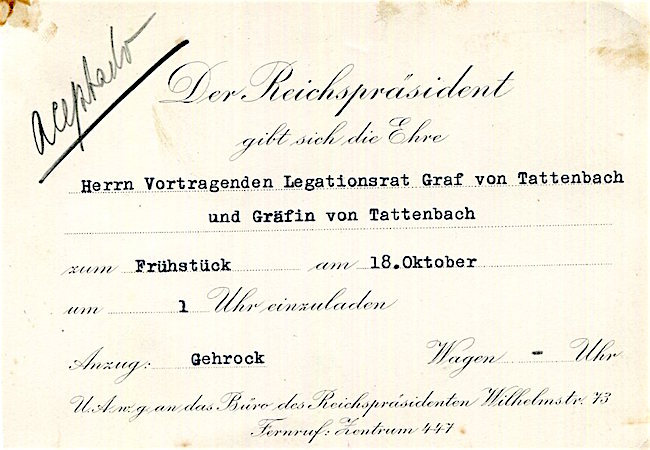 aceptado
Der Reichspräsident
gibt sich die Ehre
Herrn Vortragenden Legationsrat Graf von Tattenbach
und Gräfin von Tattenbach
zum Frühstück am 18.Oktober
um 1 Uhr einzuladen
Anzug: Gehrock Wagen - Uhr
U.A.w.g. an das Büro des Reichspräsidenten Wilhelmstr. 73
Fernruf: Zentrum 447